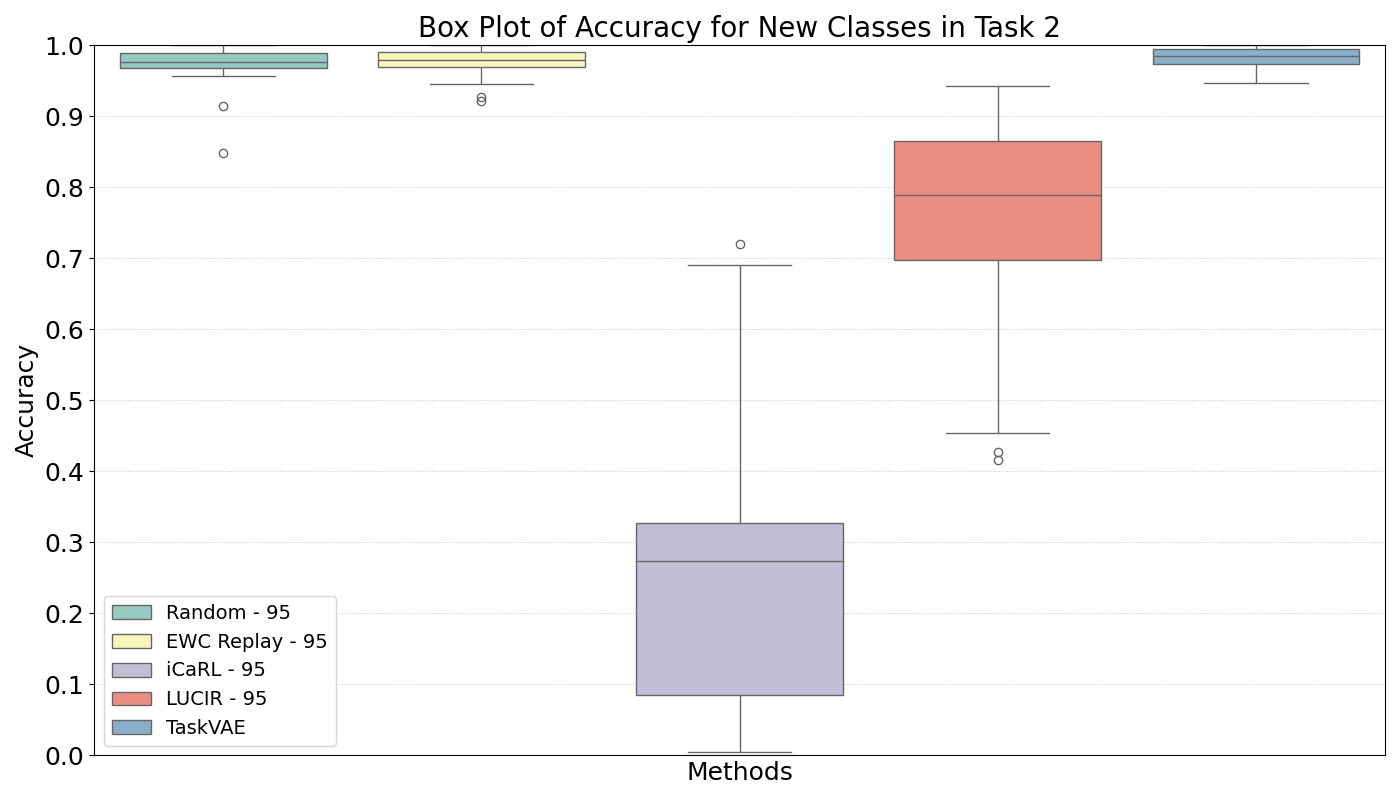 Box Plot of Accuracy for New Classes in Task 2
1.0
0.9
0.8
0.7
0.6
0.5
0.4
0.3
0.2
0.1
0.0
Accuracy
Random - 95
EWC Replay - 95
iCaRL - 95
LUCIR - 95
TaskVAE
Methods